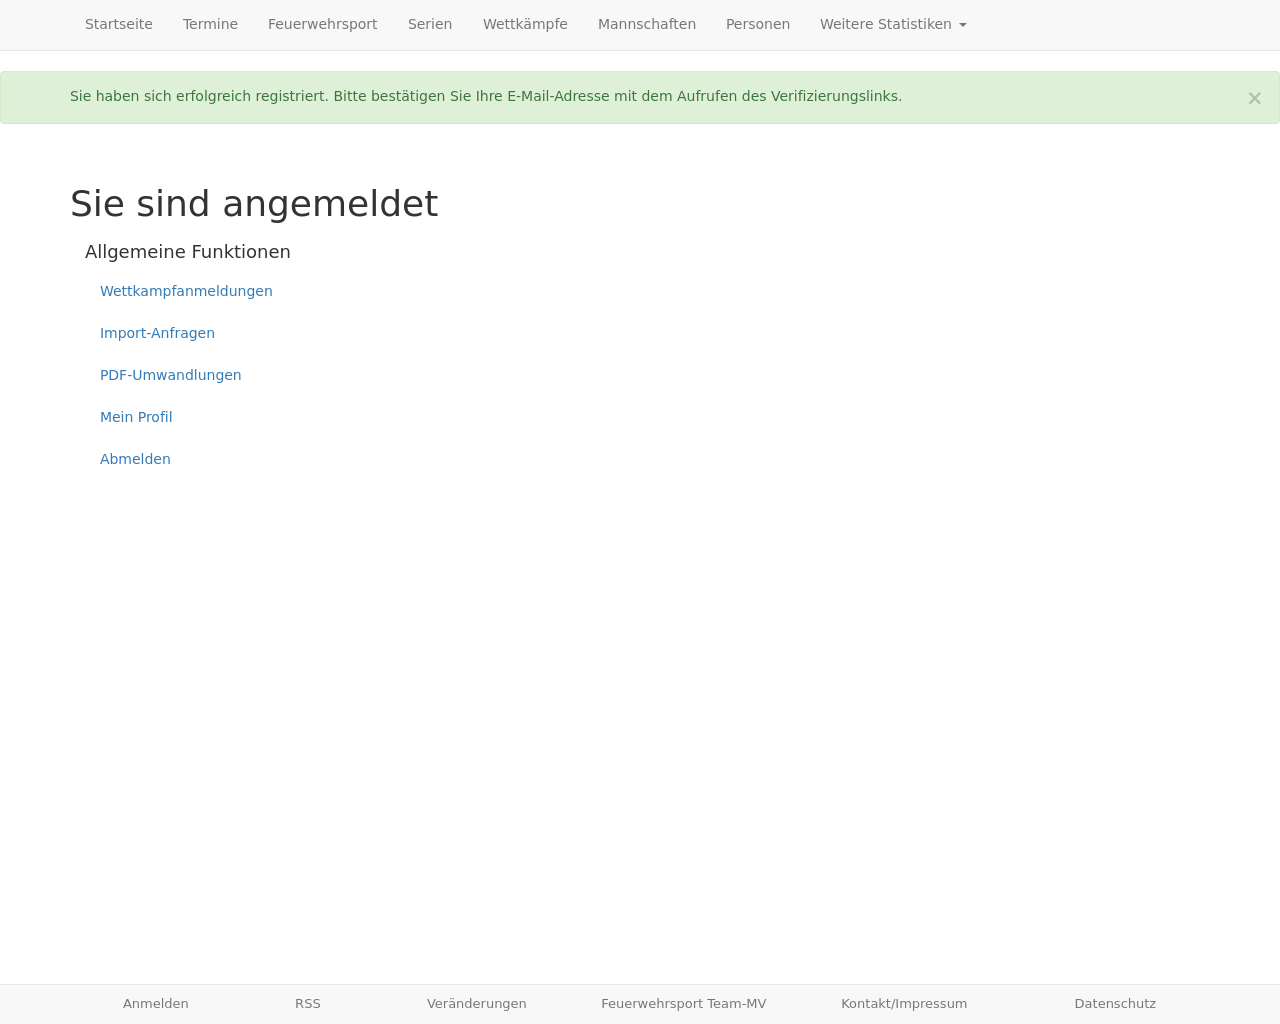 Startseite Termine Feuerwehrsport Serien Wettkämpfe Mannschaften Personen Weitere Statistiken
Sie haben sich erfolgreich registriert. Bitte bestätigen Sie Ihre E-Mail-Adresse mit dem Aufrufen des Verifizierungslinks. ×
Sie sind angemeldet
Allgemeine Funktionen
Wettkampfanmeldungen
Import-Anfragen
PDF-Umwandlungen
Mein Profil
Abmelden
Anmelden RSS Veränderungen Feuerwehrsport Team-MV Kontakt/Impressum Datenschutz